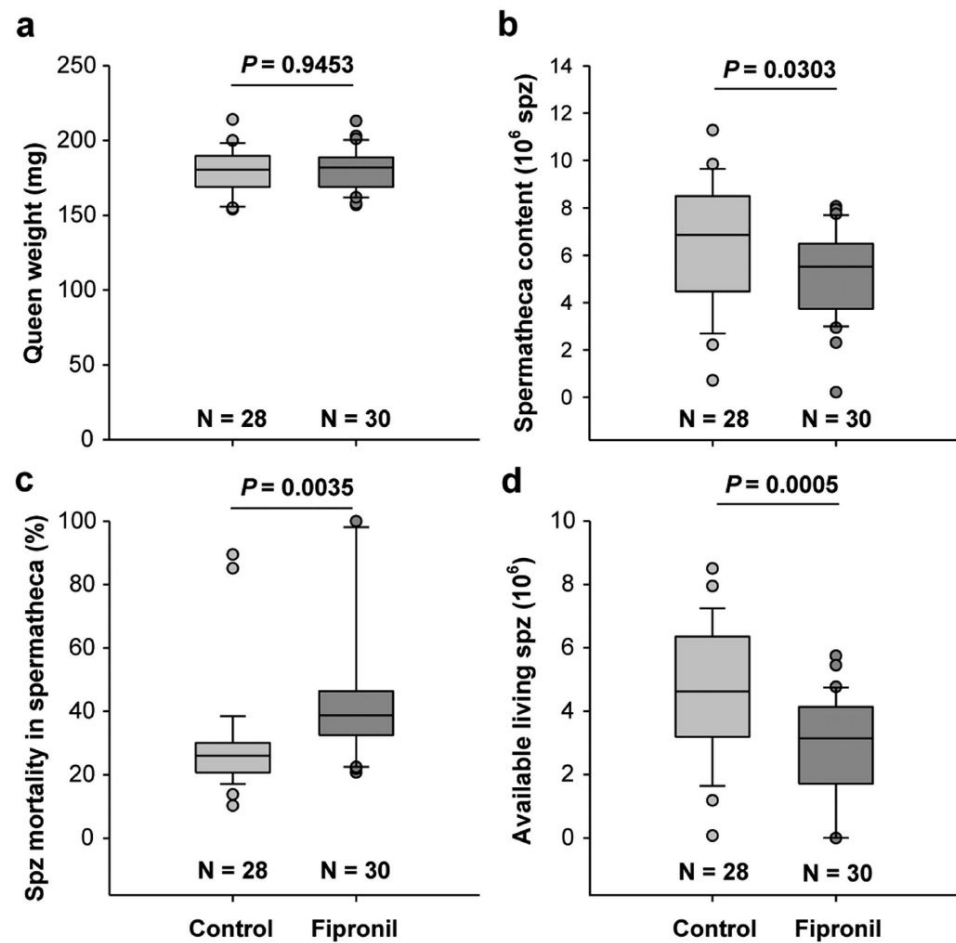 a
P = 0.9453
250
200
150
100
50
0
Queen weight (mg)
N = 28 N = 30
b
P = 0.0303
14
12
10
8
6
4
2
0
Spermatheca content (10⁶ spz)
N = 28 N = 30
c
P = 0.0035
100
80
60
40
20
0
Spz mortality in spermatheca (%)
N = 28 N = 30
Control Fipronil
d
P = 0.0005
10
8
6
4
2
0
Available living spz (10⁶)
N = 28 N = 30
Control Fipronil